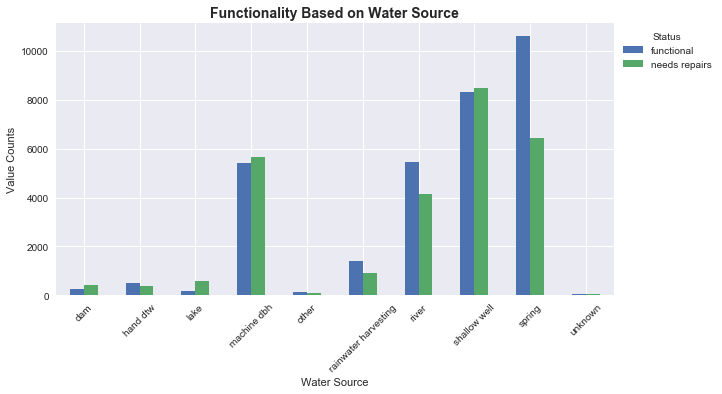 Functionality Based on Water Source
Status
functional
needs repairs
Value Counts
10000
8000
6000
4000
2000
0
dam
hand dtw
lake
machine dbh
other
rainwater harvesting
river
shallow well
spring
unknown
Water Source